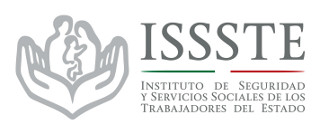 ISSSTE
INSTITUTO DE SEGURIDAD
Y SERVICIOS SOCIALES DE LOS
TRABAJADORES DEL ESTADO